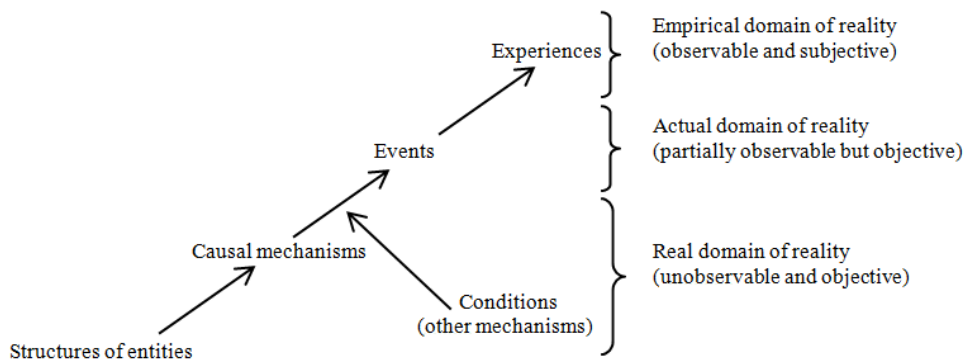 Experiences
Empirical domain of reality
(observable and subjective)
Events
Actual domain of reality
(partially observable but objective)
Causal mechanisms
Real domain of reality
(unobservable and objective)
Conditions
(other mechanisms)
Structures of entities